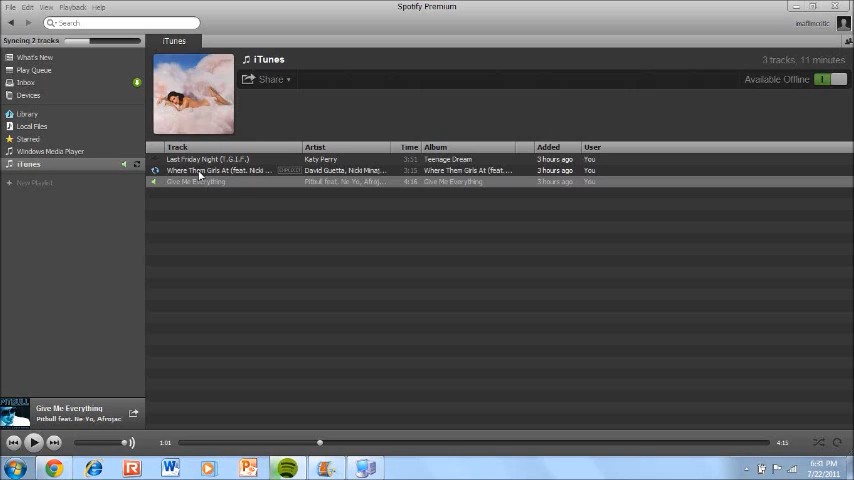 File Edit View Playback Help
Spotify Premium
Search
mafilmcritic
Syncing 2 tracks
iTunes
What's New
Play Queue
Inbox
Devices
Library
Local Files
Starred
Windows Media Player
iTunes
New Playlist
iTunes
3 tracks, 11 minutes
Share
Available Offline
Track Artist Time Album Added User
Last Friday Night (T.G.I.F.) Katy Perry 3:51 Teenage Dream 3 hours ago You
Where Them Girls At (feat. Nicki ... EXPLICIT David Guetta, Nicki Minaj,... 3:15 Where Them Girls At (feat.... 3 hours ago You
Give Me Everything Pitbull feat. Ne Yo, Afroj... 4:16 Give Me Everything 3 hours ago You
PITBULL
Give Me Everything
Pitbull feat. Ne Yo, Afrojac
1:01
4:15
6:31 PM
7/22/2011